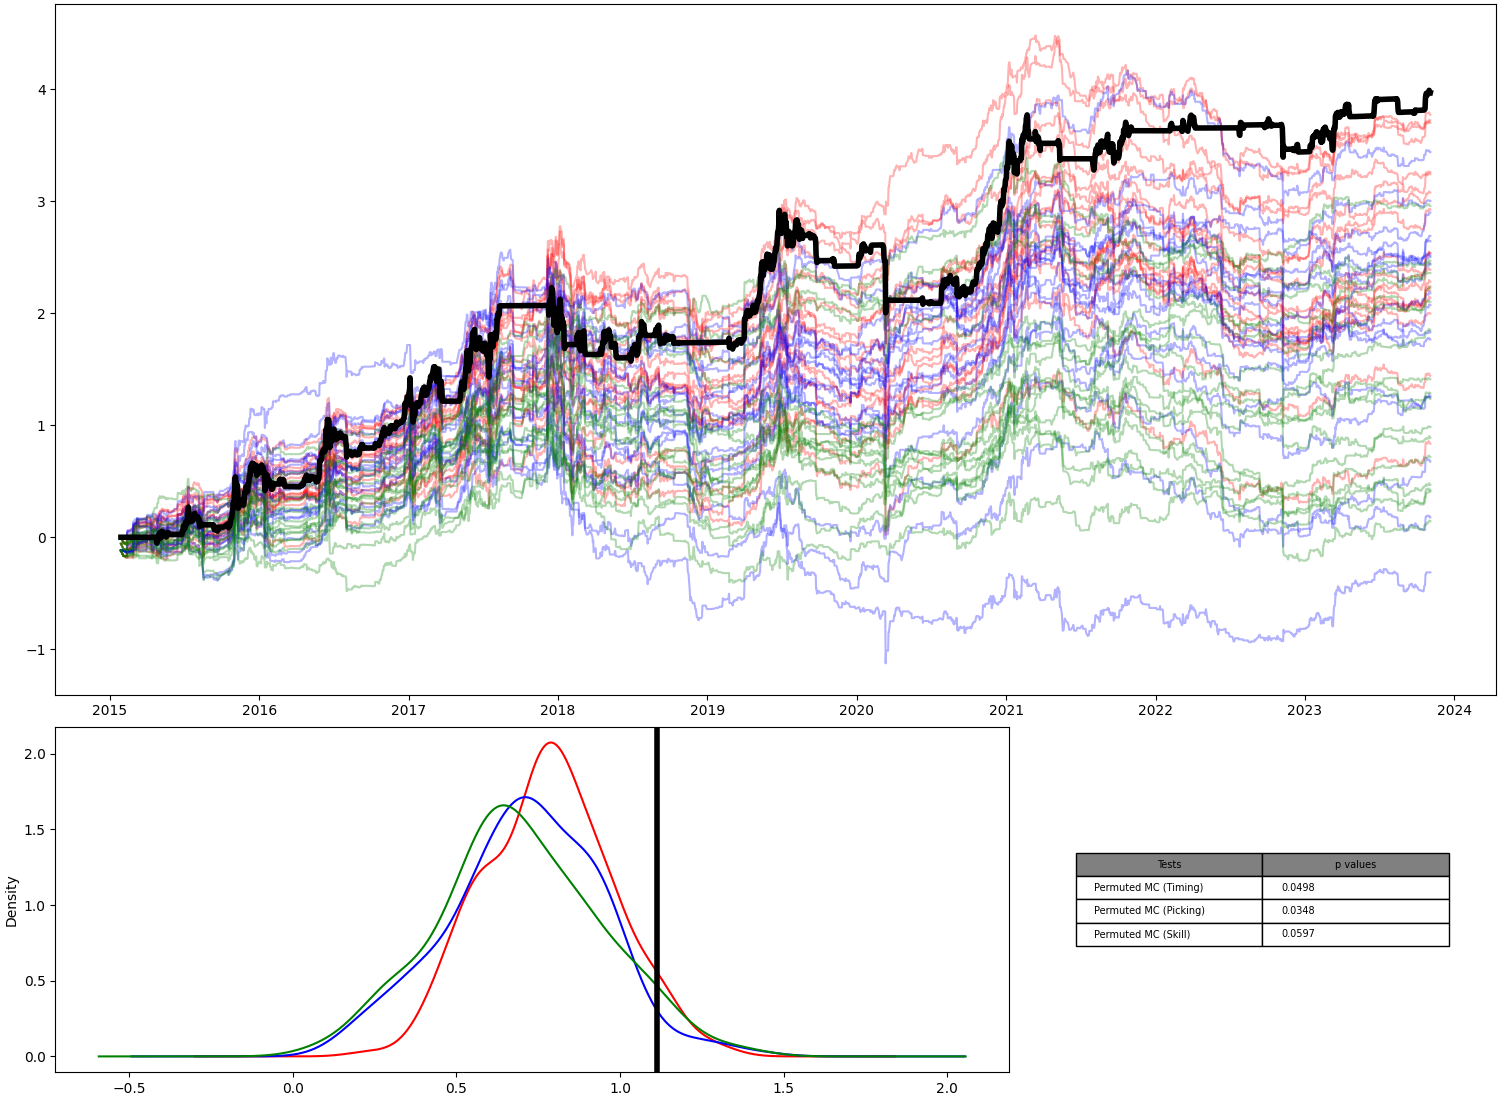 4
3
2
1
0
−1
2015 2016 2017 2018 2019 2020 2021 2022 2023 2024
2.0
1.5
1.0
0.5
0.0
Density
−0.5 0.0 0.5 1.0 1.5 2.0
Tests p values
Permuted MC (Timing) 0.0498
Permuted MC (Picking) 0.0348
Permuted MC (Skill) 0.0597